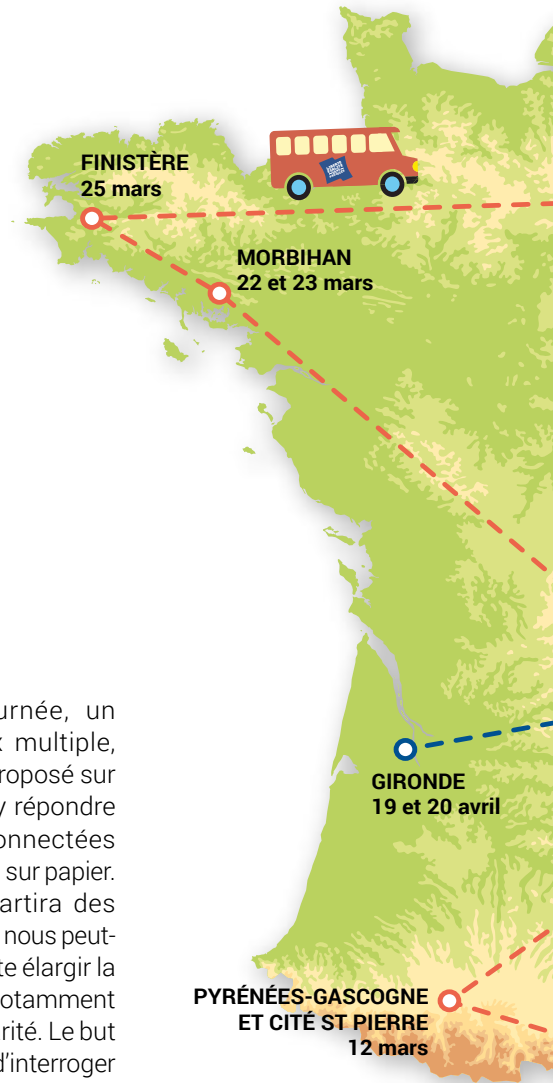 FINISTÈRE
25 mars
MORBIHAN
22 et 23 mars
GIRONDE
19 et 20 avril
PYRÉNÉES-GASCOGNE
ET CITÉ ST PIERRE
12 mars
urnée, un
x multiple,
roposé sur
y répondre
onnectées
sur papier.
artira des
nous peut-
te élargir la
otamment
rité. Le but
d'interroger